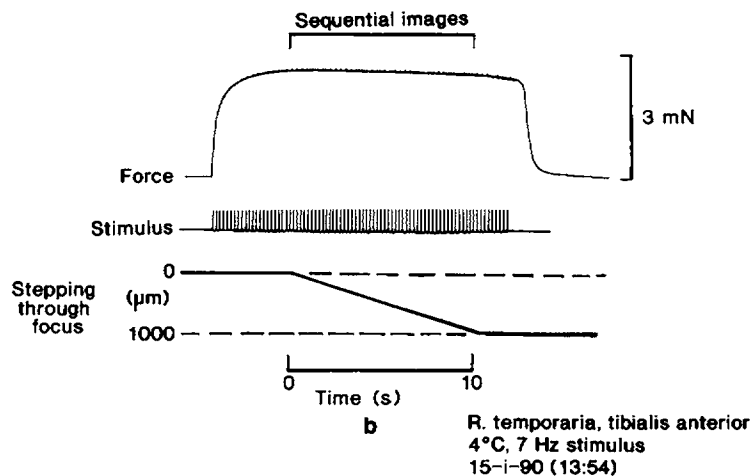 Sequential images
3 mN
Force
Stimulus
0
Stepping
through
focus
(µm)
1000
0 10
Time (s)
b
R. temporaria, tibialis anterior
4°C, 7 Hz stimulus
15-i-90 (13:54)